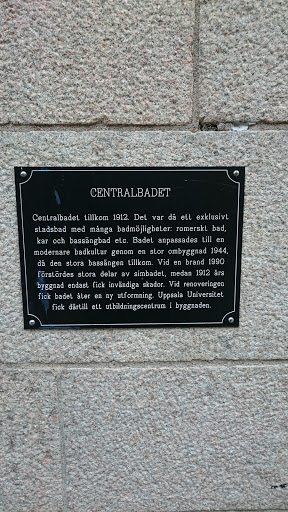 CENTRALBADET
Centralbadet tillkom 1912. Det var då ett exklusivt
stadsbad med många badmöjligheter: romerskt bad,
kar och bassängbad etc. Badet anpassades till en
modernare badkultur genom en stor ombyggnad 1944,
då den stora bassängen tillkom. Vid en brand 1990
förstördes stora delar av simbadet, medan 1912 års
byggnad endast fick invändiga skador. Vid renoveringen
fick badet åter en ny utformning. Uppsala Universitet
fick därtill ett utbildningscentrum i byggnaden.